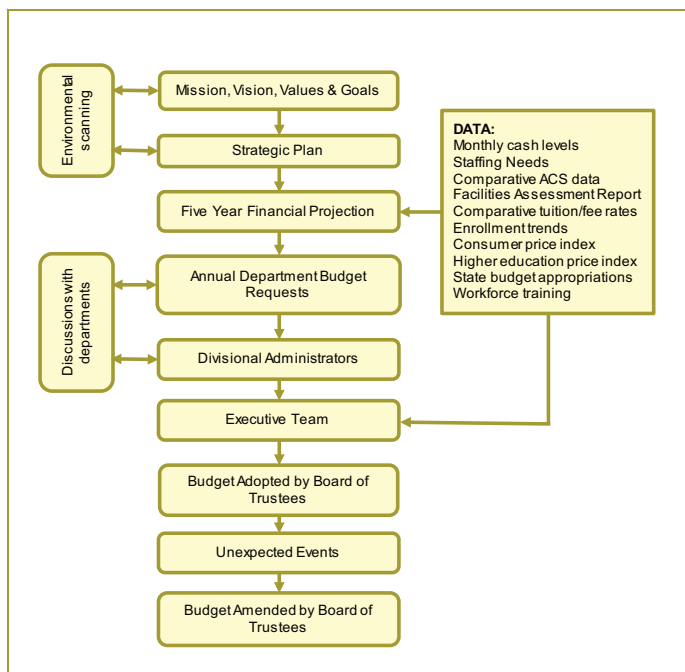 Environmental
scanning
Mission, Vision, Values & Goals
Strategic Plan
Five Year Financial Projection
DATA:
Monthly cash levels
Staffing Needs
Comparative ACS data
Facilities Assessment Report
Comparative tuition/fee rates
Enrollment trends
Consumer price index
Higher education price index
State budget appropriations
Workforce training
Discussions with
departments
Annual Department Budget
Requests
Divisional Administrators
Executive Team
Budget Adopted by Board of
Trustees
Unexpected Events
Budget Amended by Board of
Trustees